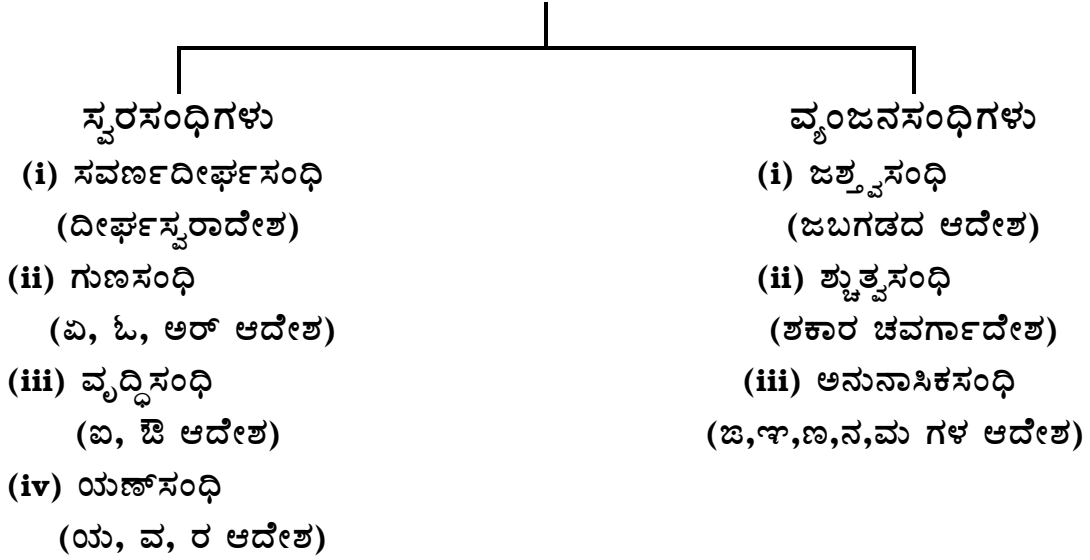 ಸ್ವರಸಂಧಿಗಳು
(i) ಸವರ್ಣದೀರ್ಘಸಂಧಿ
(ದೀರ್ಘಸ್ವರಾದೇಶ)
(ii) ಗುಣಸಂಧಿ
(ಏ, ಓ, ಅರ್ ಆದೇಶ)
(iii) ವೃದ್ಧಿಸಂಧಿ
(ಐ, ಔ ಆದೇಶ)
(iv) ಯಣ್‌ಸಂಧಿ
(ಯ, ವ, ರ ಆದೇಶ)
ವ್ಯಂಜನಸಂಧಿಗಳು
(i) ಜಶ್ತ್ವಸಂಧಿ
(ಜಬಗಡದ ಆದೇಶ)
(ii) ಶ್ಚುತ್ವಸಂಧಿ
(ಶಕಾರ ಚವರ್ಗಾದೇಶ)
(iii) ಅನುನಾಸಿಕಸಂಧಿ
(ಙ,ಞ,ಣ,ನ,ಮ ಗಳ ಆದೇಶ)